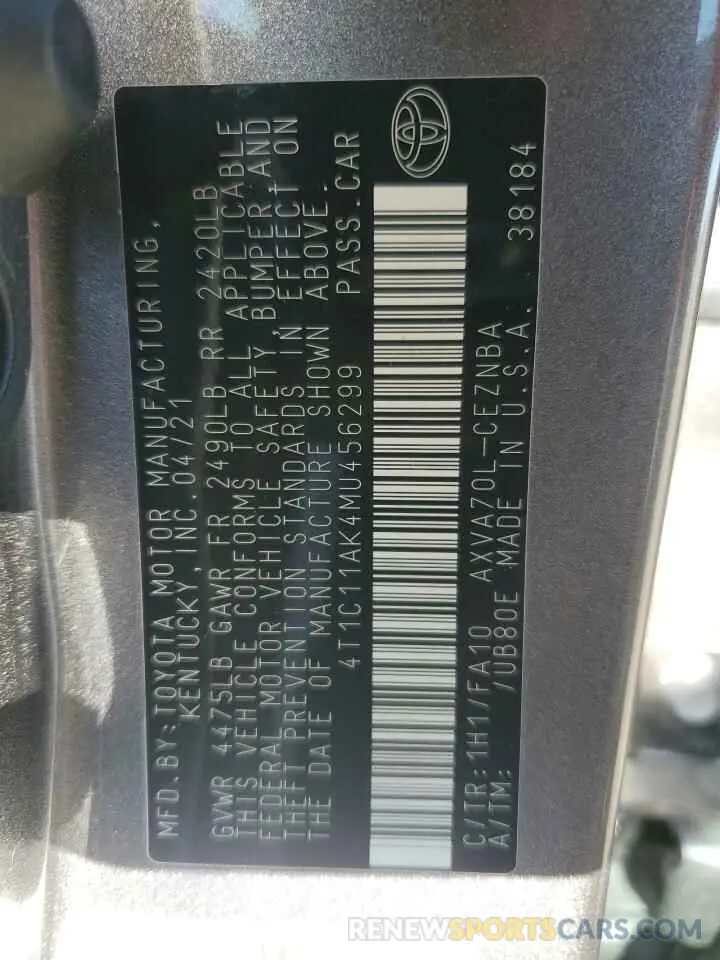 MFD.BY:TOYOTA MOTOR MANUFACTURING,
KENTUCKY, INC.04/21
GVWR 4475LB GAWR FR 2490LB RR 2420LB
THIS VEHICLE CONFORMS TO ALL APPLICABLE
FEDERAL MOTOR VEHICLE SAFETY, BUMPER,AND
THEFT PREVENTION STANDARDS IN EFFECT ON
THE DATE OF MANUFACTURE SHOWN ABOVE.
4T1C11AK4MU456299 PASS.CAR
C/TR:1H1/FA10 AXVA70L-CEZNBA
A/TM: /UB80E MADE IN U.S.A. 38184
RENEWSPORTSCARS.COM